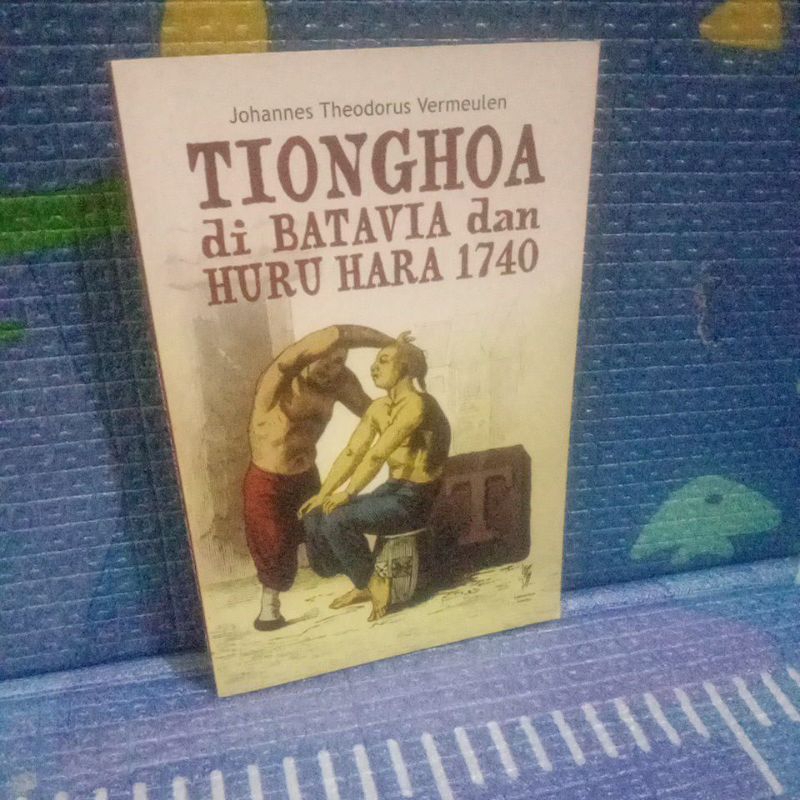 Johannes Theodorus Vermeulen
TIONGHOA
di BATAVIA dan
HURU HARA 1740
T